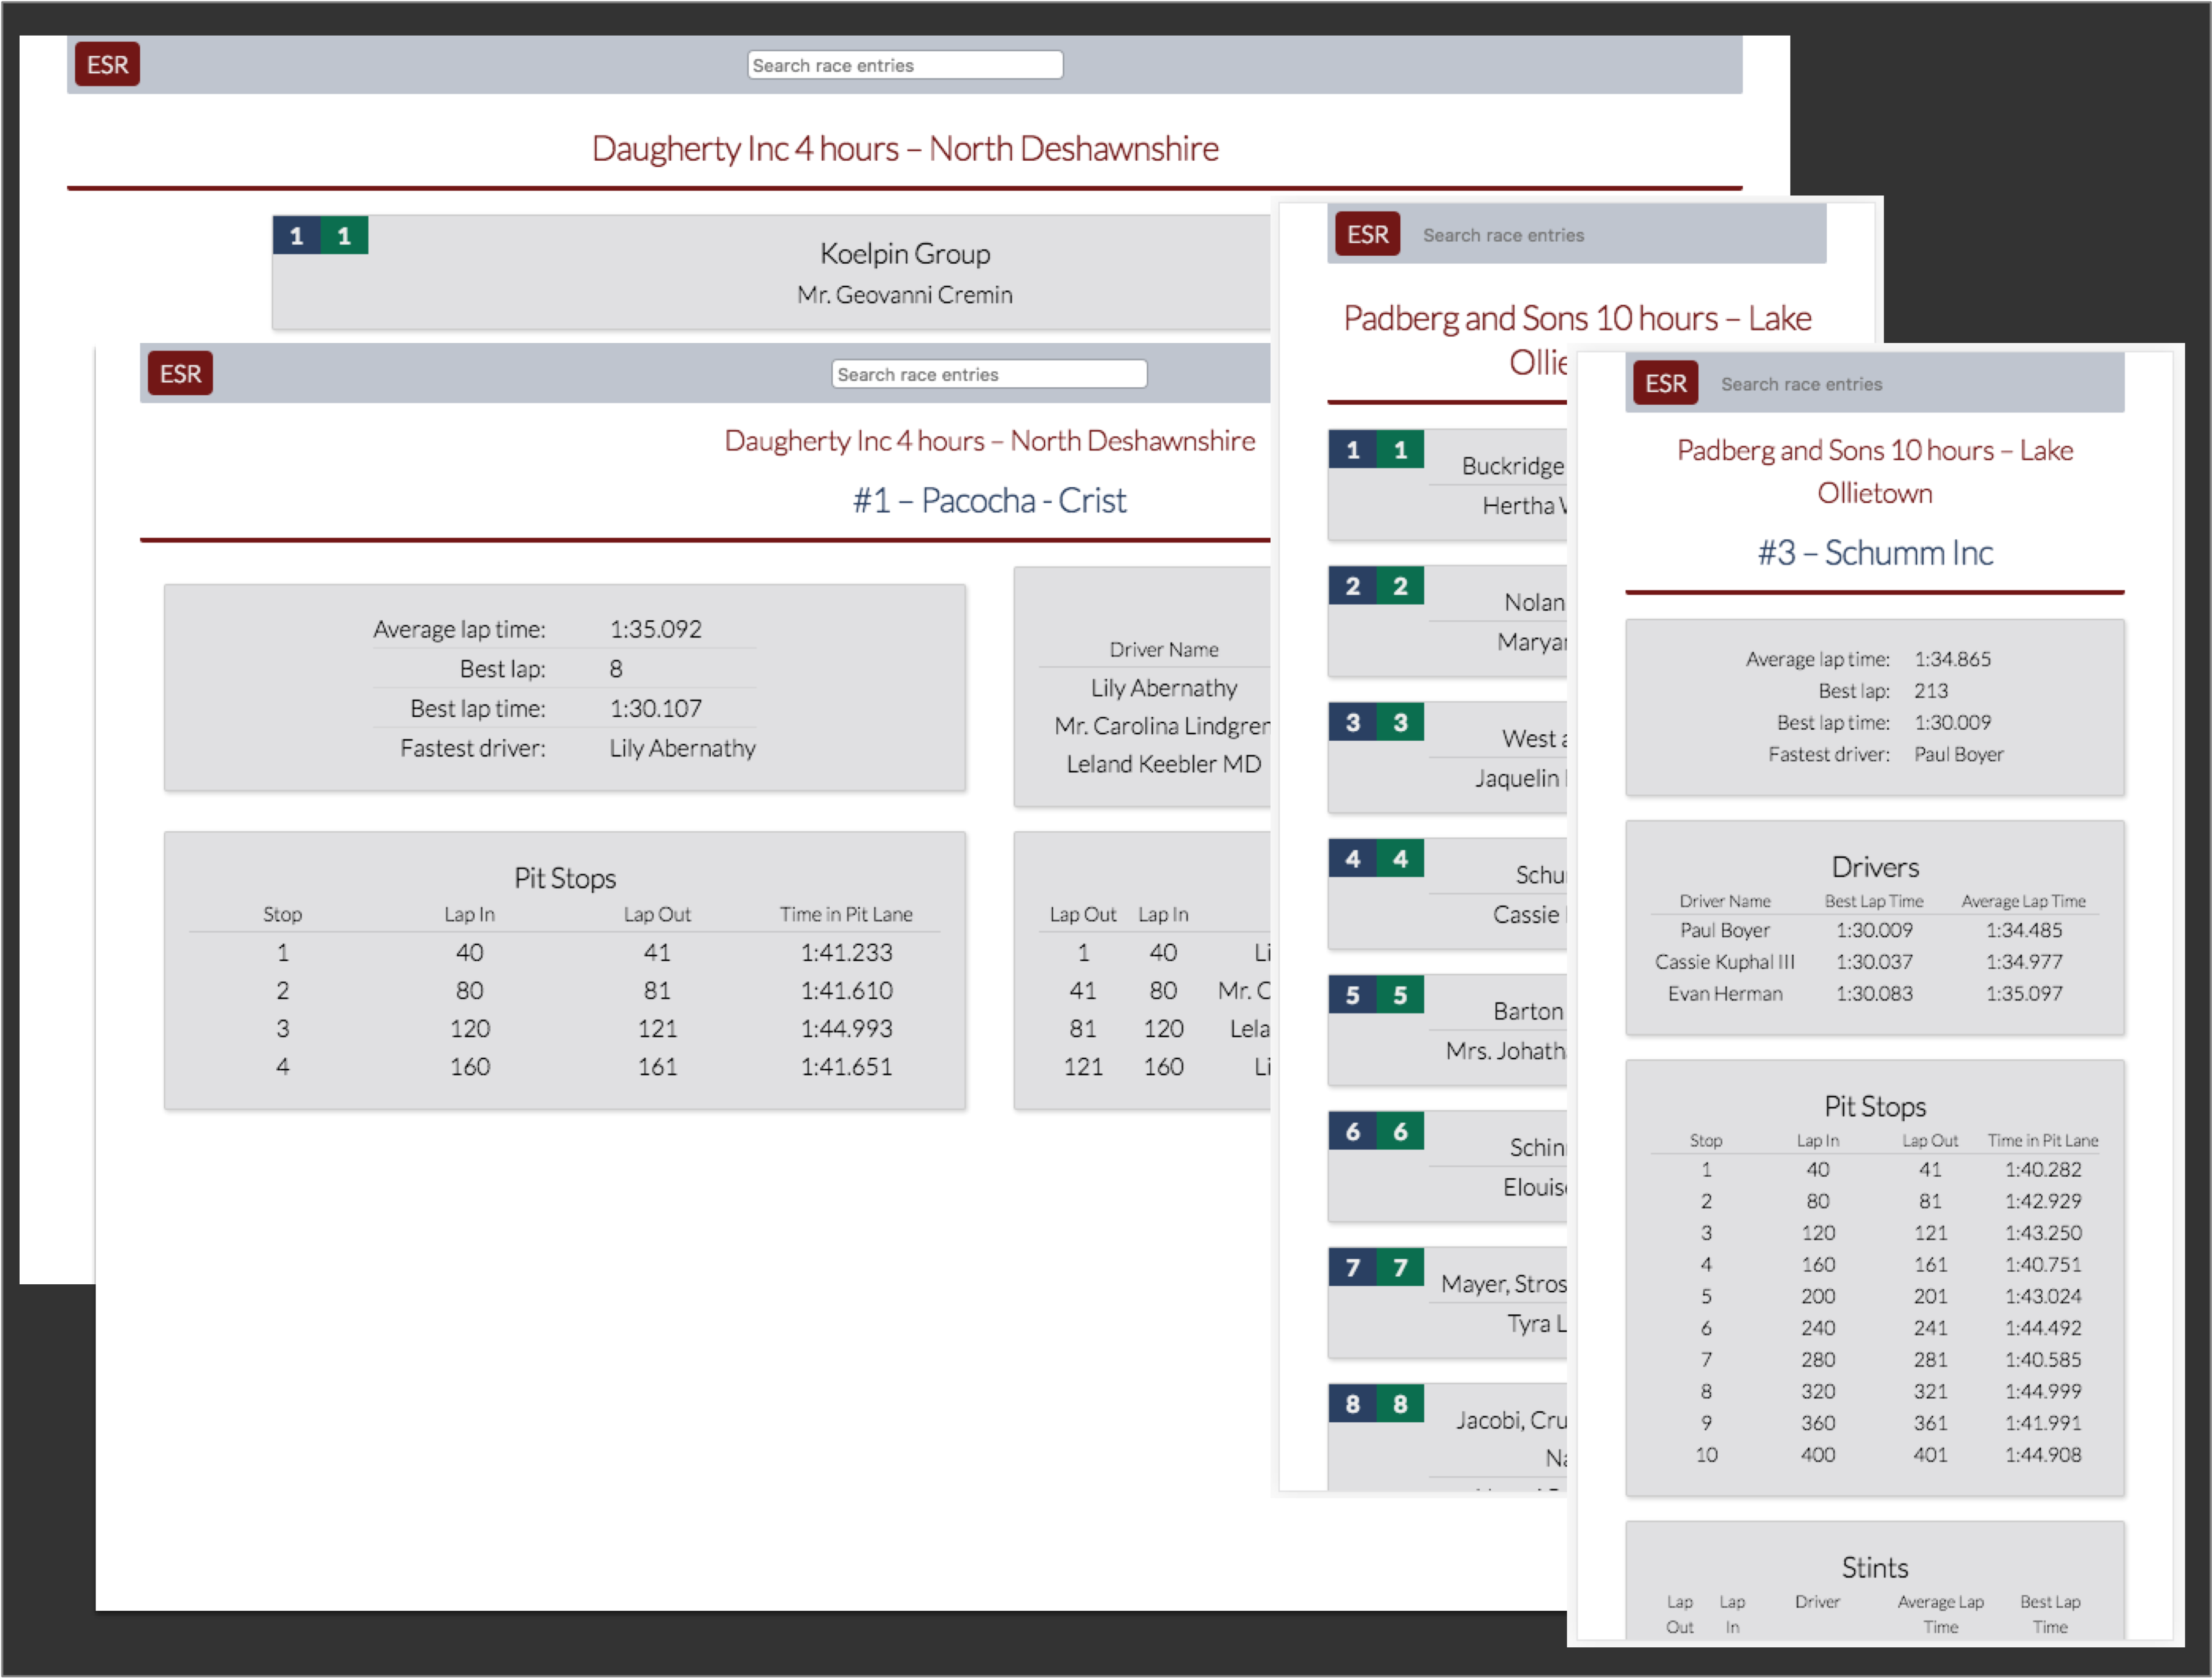 ESR Search race entries
Daugherty Inc 4 hours – North Deshawnshire
1 1
Koelpin Group
Mr. Geovanni Cremin
ESR Search race entries
Daugherty Inc 4 hours – North Deshawnshire
#1 – Pacocha - Crist
Average lap time: 1:35.092
Best lap: 8
Best lap time: 1:30.107
Fastest driver: Lily Abernathy
Driver Name
Lily Abernathy
Mr. Carolina Lindgren
Leland Keebler MD
Pit Stops
Stop Lap In Lap Out Time in Pit Lane
1 40 41 1:41.233
2 80 81 1:41.610
3 120 121 1:44.993
4 160 161 1:41.651
Lap Out Lap In
1 40 Li
41 80 Mr. C
81 120 Lela
121 160 Li
ESR Search race entries
Padberg and Sons 10 hours – Lake
Ollie
1 1
Buckridge
Hertha
2 2
Nolan
Marya
3 3
West
Jaquelin
4 4
Schu
Cassie
5 5
Barton
Mrs. Johath
6 6
Schin
Elouis
7 7
Mayer, Stros
Tyra L
8 8
Jacobi, Cru
Na
ESR Search race entries
Padberg and Sons 10 hours – Lake
Ollietown
#3 – Schumm Inc
Average lap time: 1:34.865
Best lap: 213
Best lap time: 1:30.009
Fastest driver: Paul Boyer
Drivers
Driver Name Best Lap Time Average Lap Time
Paul Boyer 1:30.009 1:34.485
Cassie Kuphal III 1:30.037 1:34.977
Evan Herman 1:30.083 1:35.097
Pit Stops
Stop Lap In Lap Out Time in Pit Lane
1 40 41 1:40.282
2 80 81 1:42.929
3 120 121 1:43.250
4 160 161 1:40.751
5 200 201 1:43.024
6 240 241 1:44.492
7 280 281 1:40.585
8 320 321 1:44.999
9 360 361 1:41.991
10 400 401 1:44.908
Stints
Lap Lap Driver Average Lap Best Lap
Out In Time Time